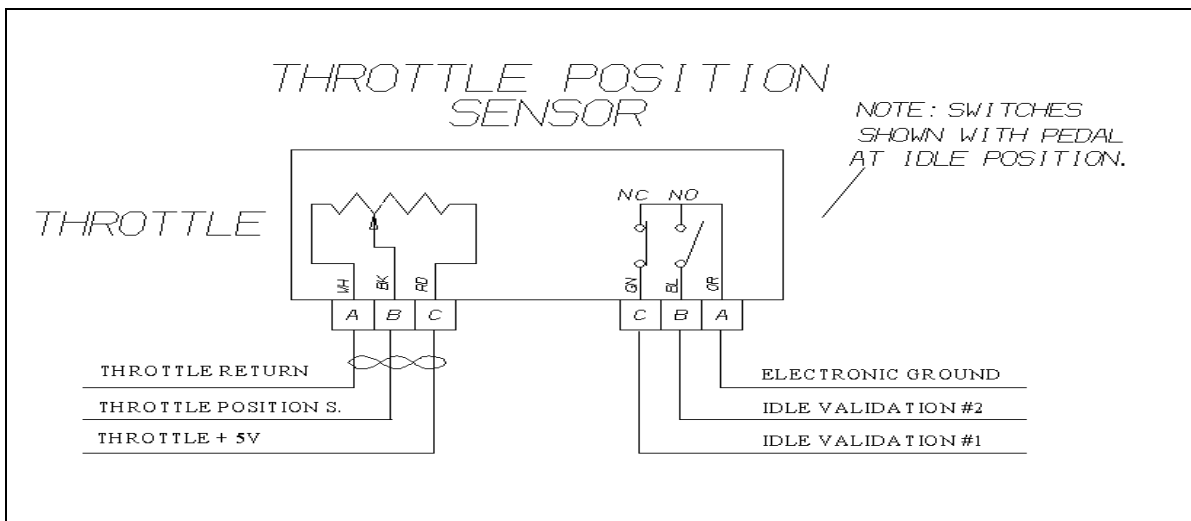 THROTTLE POSITION
SENSOR
NOTE: SWITCHES
SHOWN WITH PEDAL
AT IDLE POSITION.
THROTTLE
NC NO
WH BK RD GN BL OR
A B C C B A
THROTTLE RETURN
THROTTLE POSITION S.
THROTTLE + 5V
ELECTRONIC GROUND
IDLE VALIDATION #2
IDLE VALIDATION #1